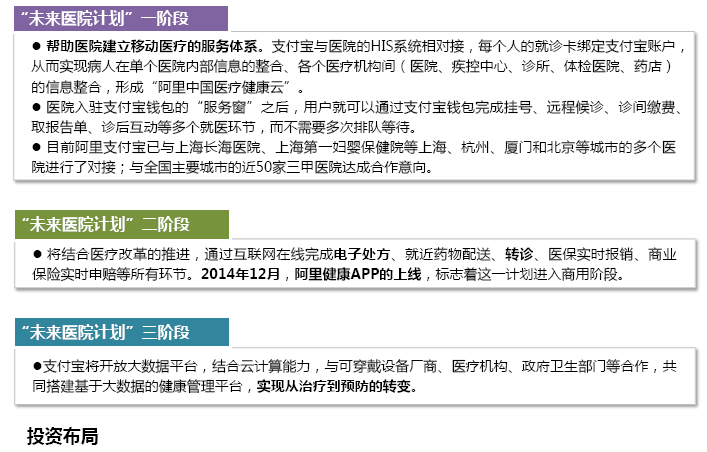 “未来医院计划”一阶段
● 帮助医院建立移动医疗的服务体系。支付宝与医院的HIS系统相对接，每个人的就诊卡绑定支付宝账户，
从而实现病人在单个医院内部信息的整合、各个医疗机构间（医院、疾控中心、诊所、体检医院、药店）
的信息整合，形成“阿里中国医疗健康云”。
● 医院入驻支付宝钱包的“服务窗”之后，用户就可以通过支付宝钱包完成挂号、远程候诊、诊间缴费、
取报告单、诊后互动等多个就医环节，而不需要多次排队等待。
● 目前阿里支付宝已与上海长海医院、上海第一妇婴保健院等上海、杭州、厦门和北京等城市的多个医
院进行了对接；与全国主要城市的近50家三甲医院达成合作意向。
“未来医院计划”二阶段
● 将结合医疗改革的推进，通过互联网在线完成电子处方、就近药物配送、转诊、医保实时报销、商业
保险实时申赔等所有环节。2014年12月，阿里健康APP的上线，标志着这一计划进入商用阶段。
“未来医院计划”三阶段
●支付宝将开放大数据平台，结合云计算能力，与可穿戴设备厂商、医疗机构、政府卫生部门等合作，共
同搭建基于大数据的健康管理平台，实现从治疗到预防的转变。
投资布局